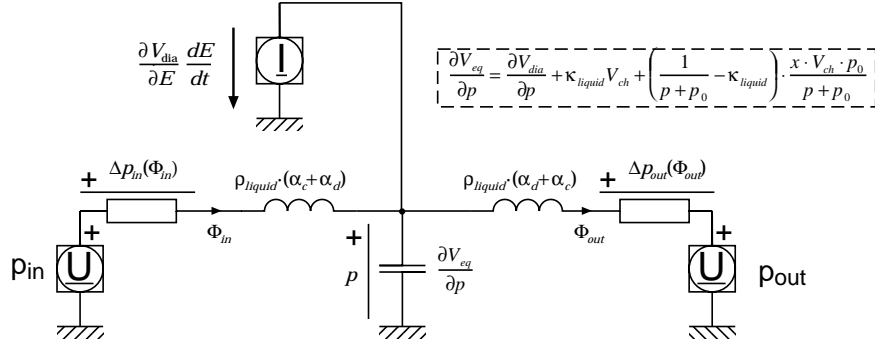 I
∂V_dia/∂E dE/dt
∂V_eq/∂p = ∂V_dia/∂p + κ_liquid V_ch + (1/(p + p_0) − κ_liquid) · (x · V_ch · p_0)/(p + p_0)
+ Δp_in(Φ_in)
ρ_liquid·(α_c+α_d)
ρ_liquid·(α_d+α_c)
+ Δp_out(Φ_out)
Φ_in
Φ_out
+
+
+
p_in
U
p
∂V_eq/∂p
U
p_out